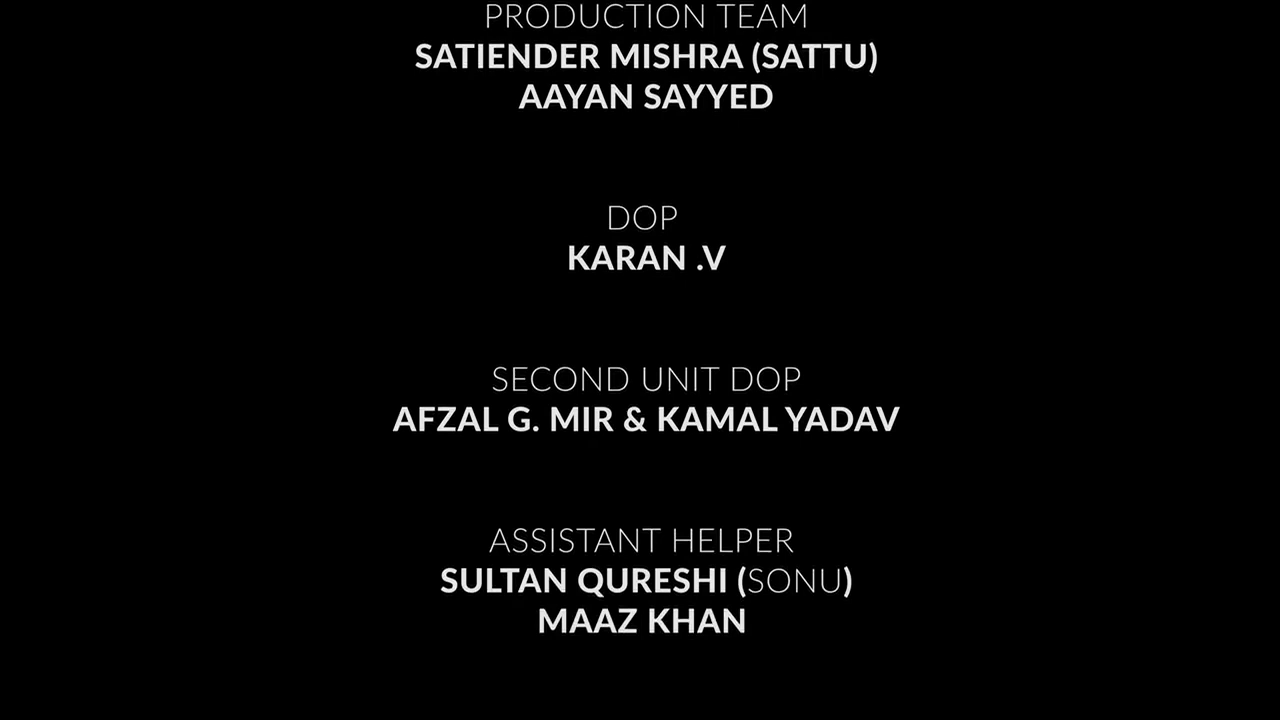 PRODUCTION TEAM
SATIENDER MISHRA (SATTU)
AAYAN SAYYED
DOP
KARAN .V
SECOND UNIT DOP
AFZAL G. MIR & KAMAL YADAV
ASSISTANT HELPER
SULTAN QURESHI (SONU)
MAAZ KHAN